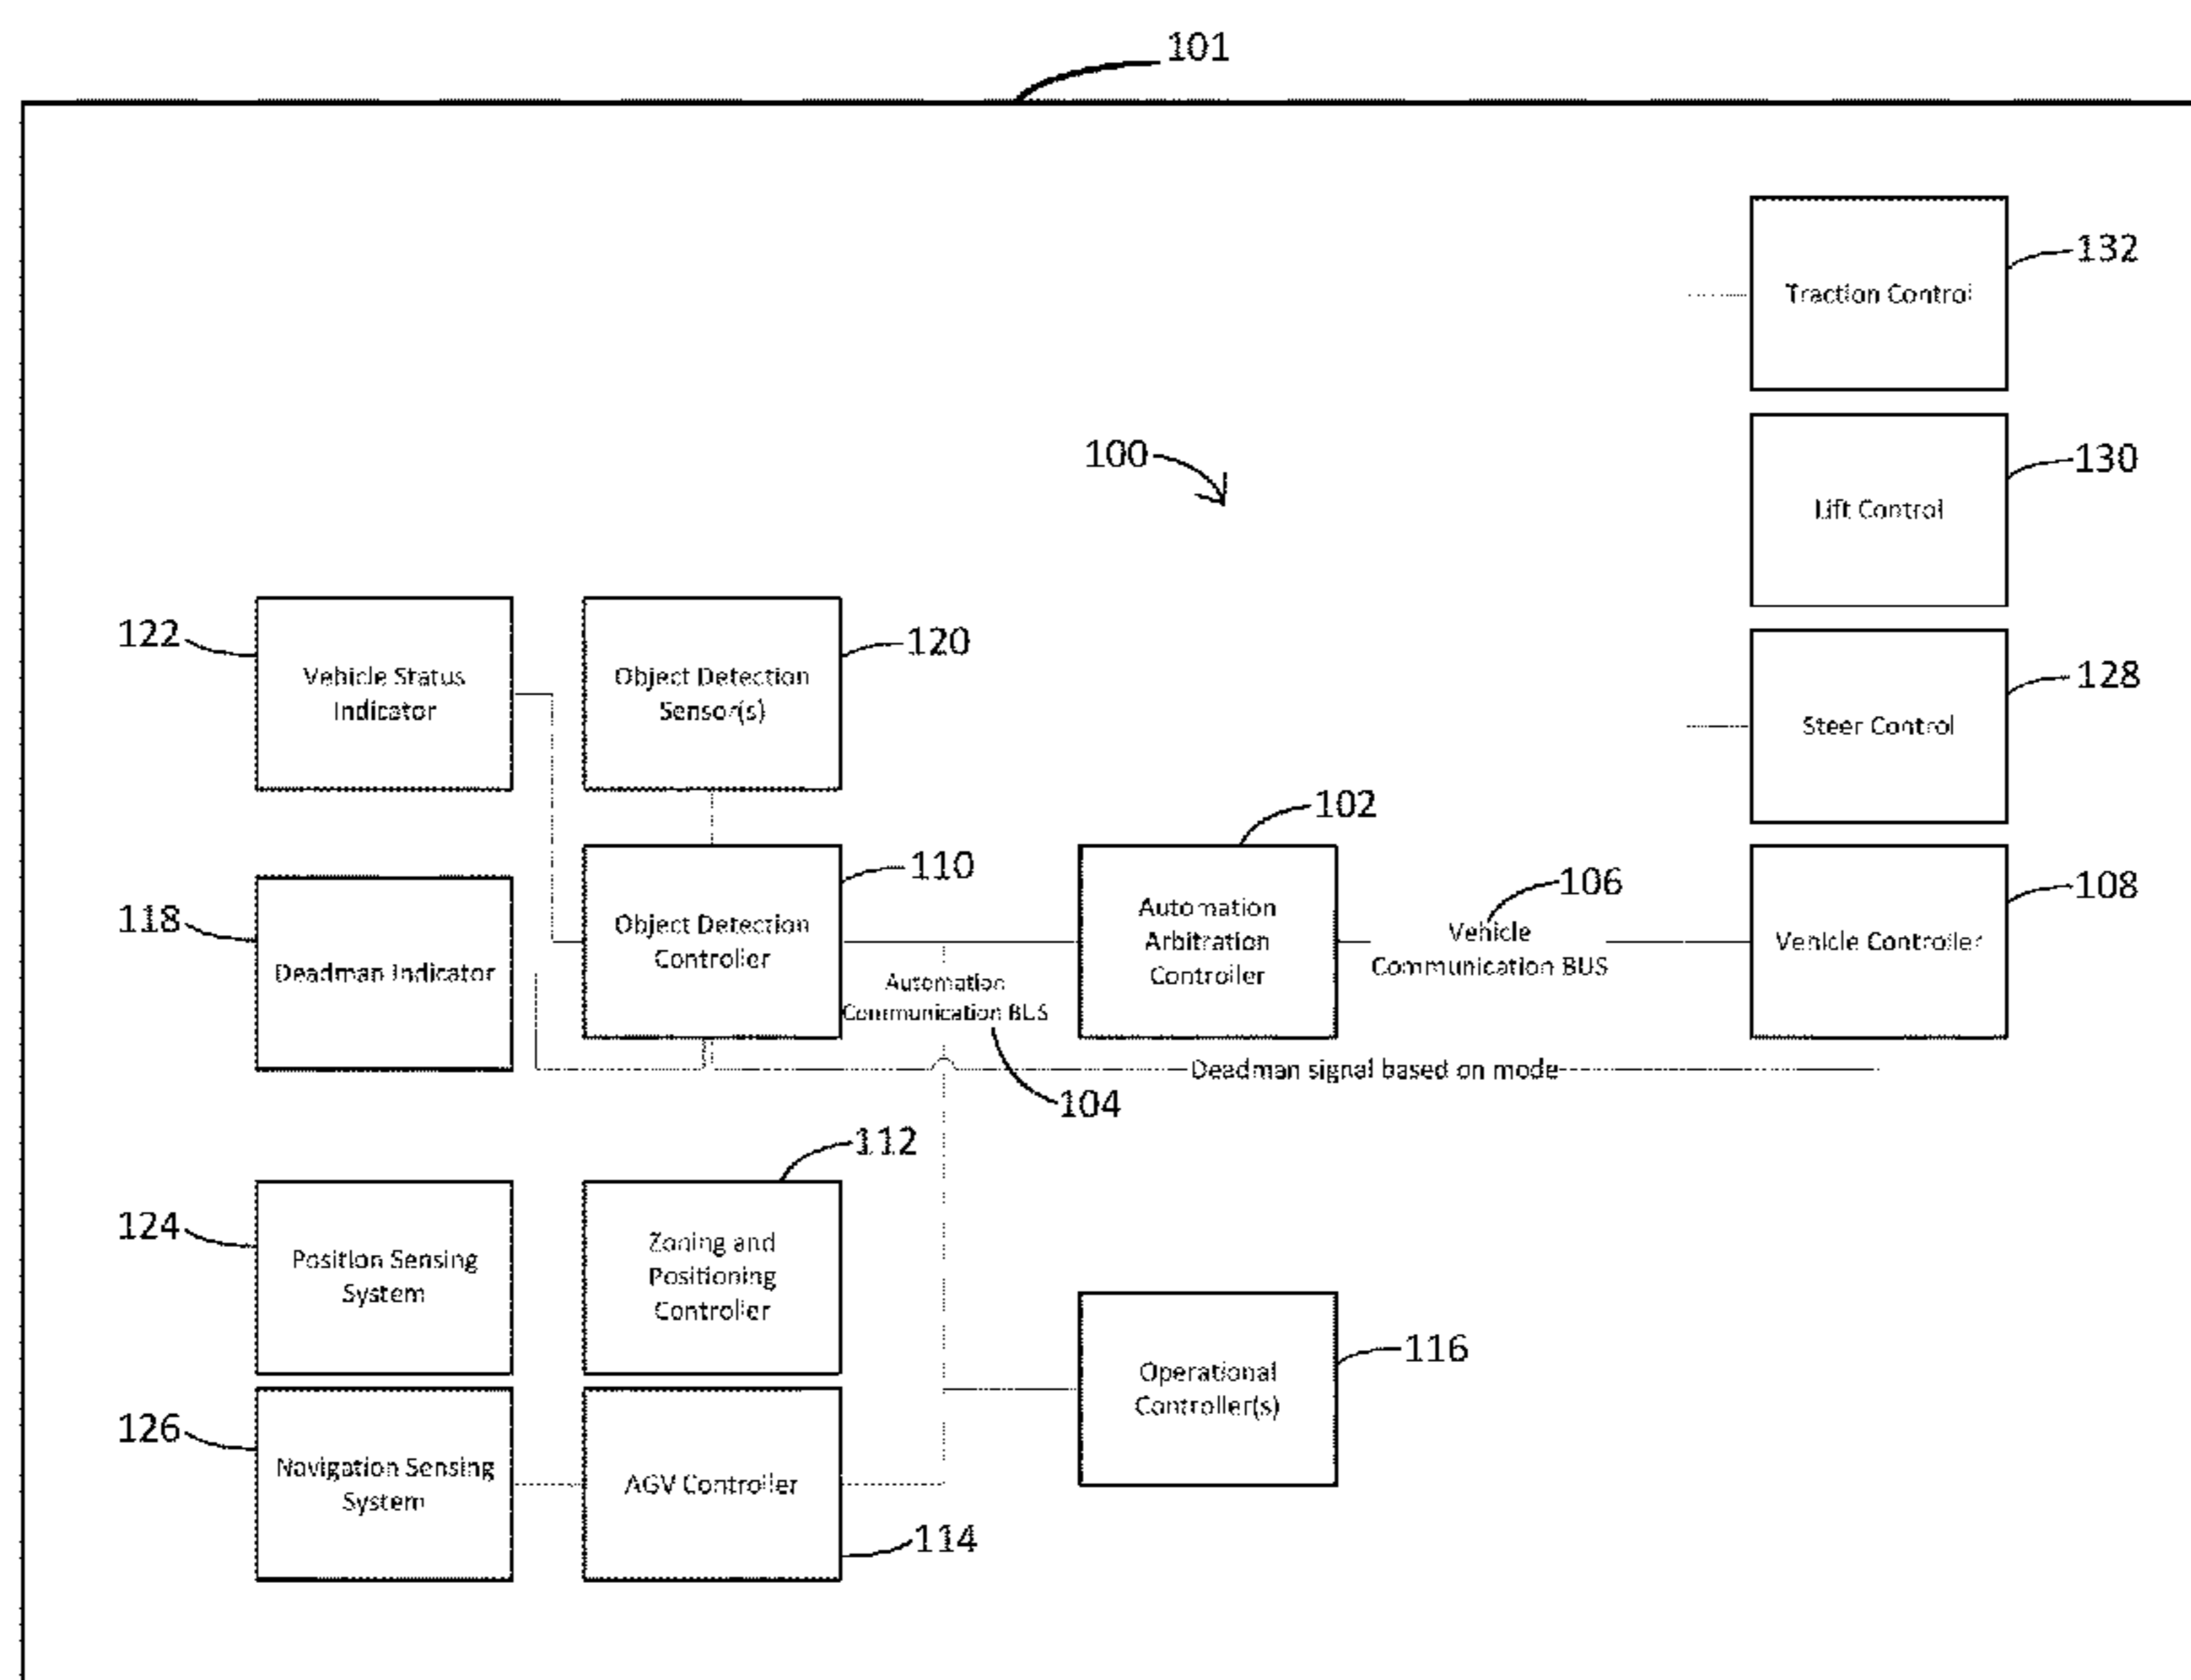 101
Traction Control
132
100
Lift Control
130
122
Vehicle Status
Indicator
Object Detection
Sensor(s)
120
Steer Control
128
102
118
Deadman Indicator
Object Detection
Controller
110
Automation
Arbitration
Controller
106
Vehicle
Communication BUS
Vehicle Controller
108
Automation
Communication BUS
104
Deadman signal based on mode
112
124
Position Sensing
System
Zoning and
Positioning
Controller
Operational
Controller(s)
116
126
Navigation Sensing
System
AGV Controller
114